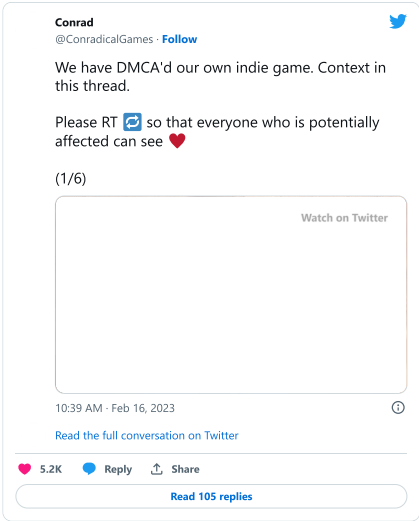 Conrad
@ConradicalGames · Follow
We have DMCA'd our own indie game. Context in
this thread.
Please RT 🔁 so that everyone who is potentially
affected can see ❤️
(1/6)
Watch on Twitter
10:39 AM · Feb 16, 2023
Read the full conversation on Twitter
5.2K Reply Share
Read 105 replies